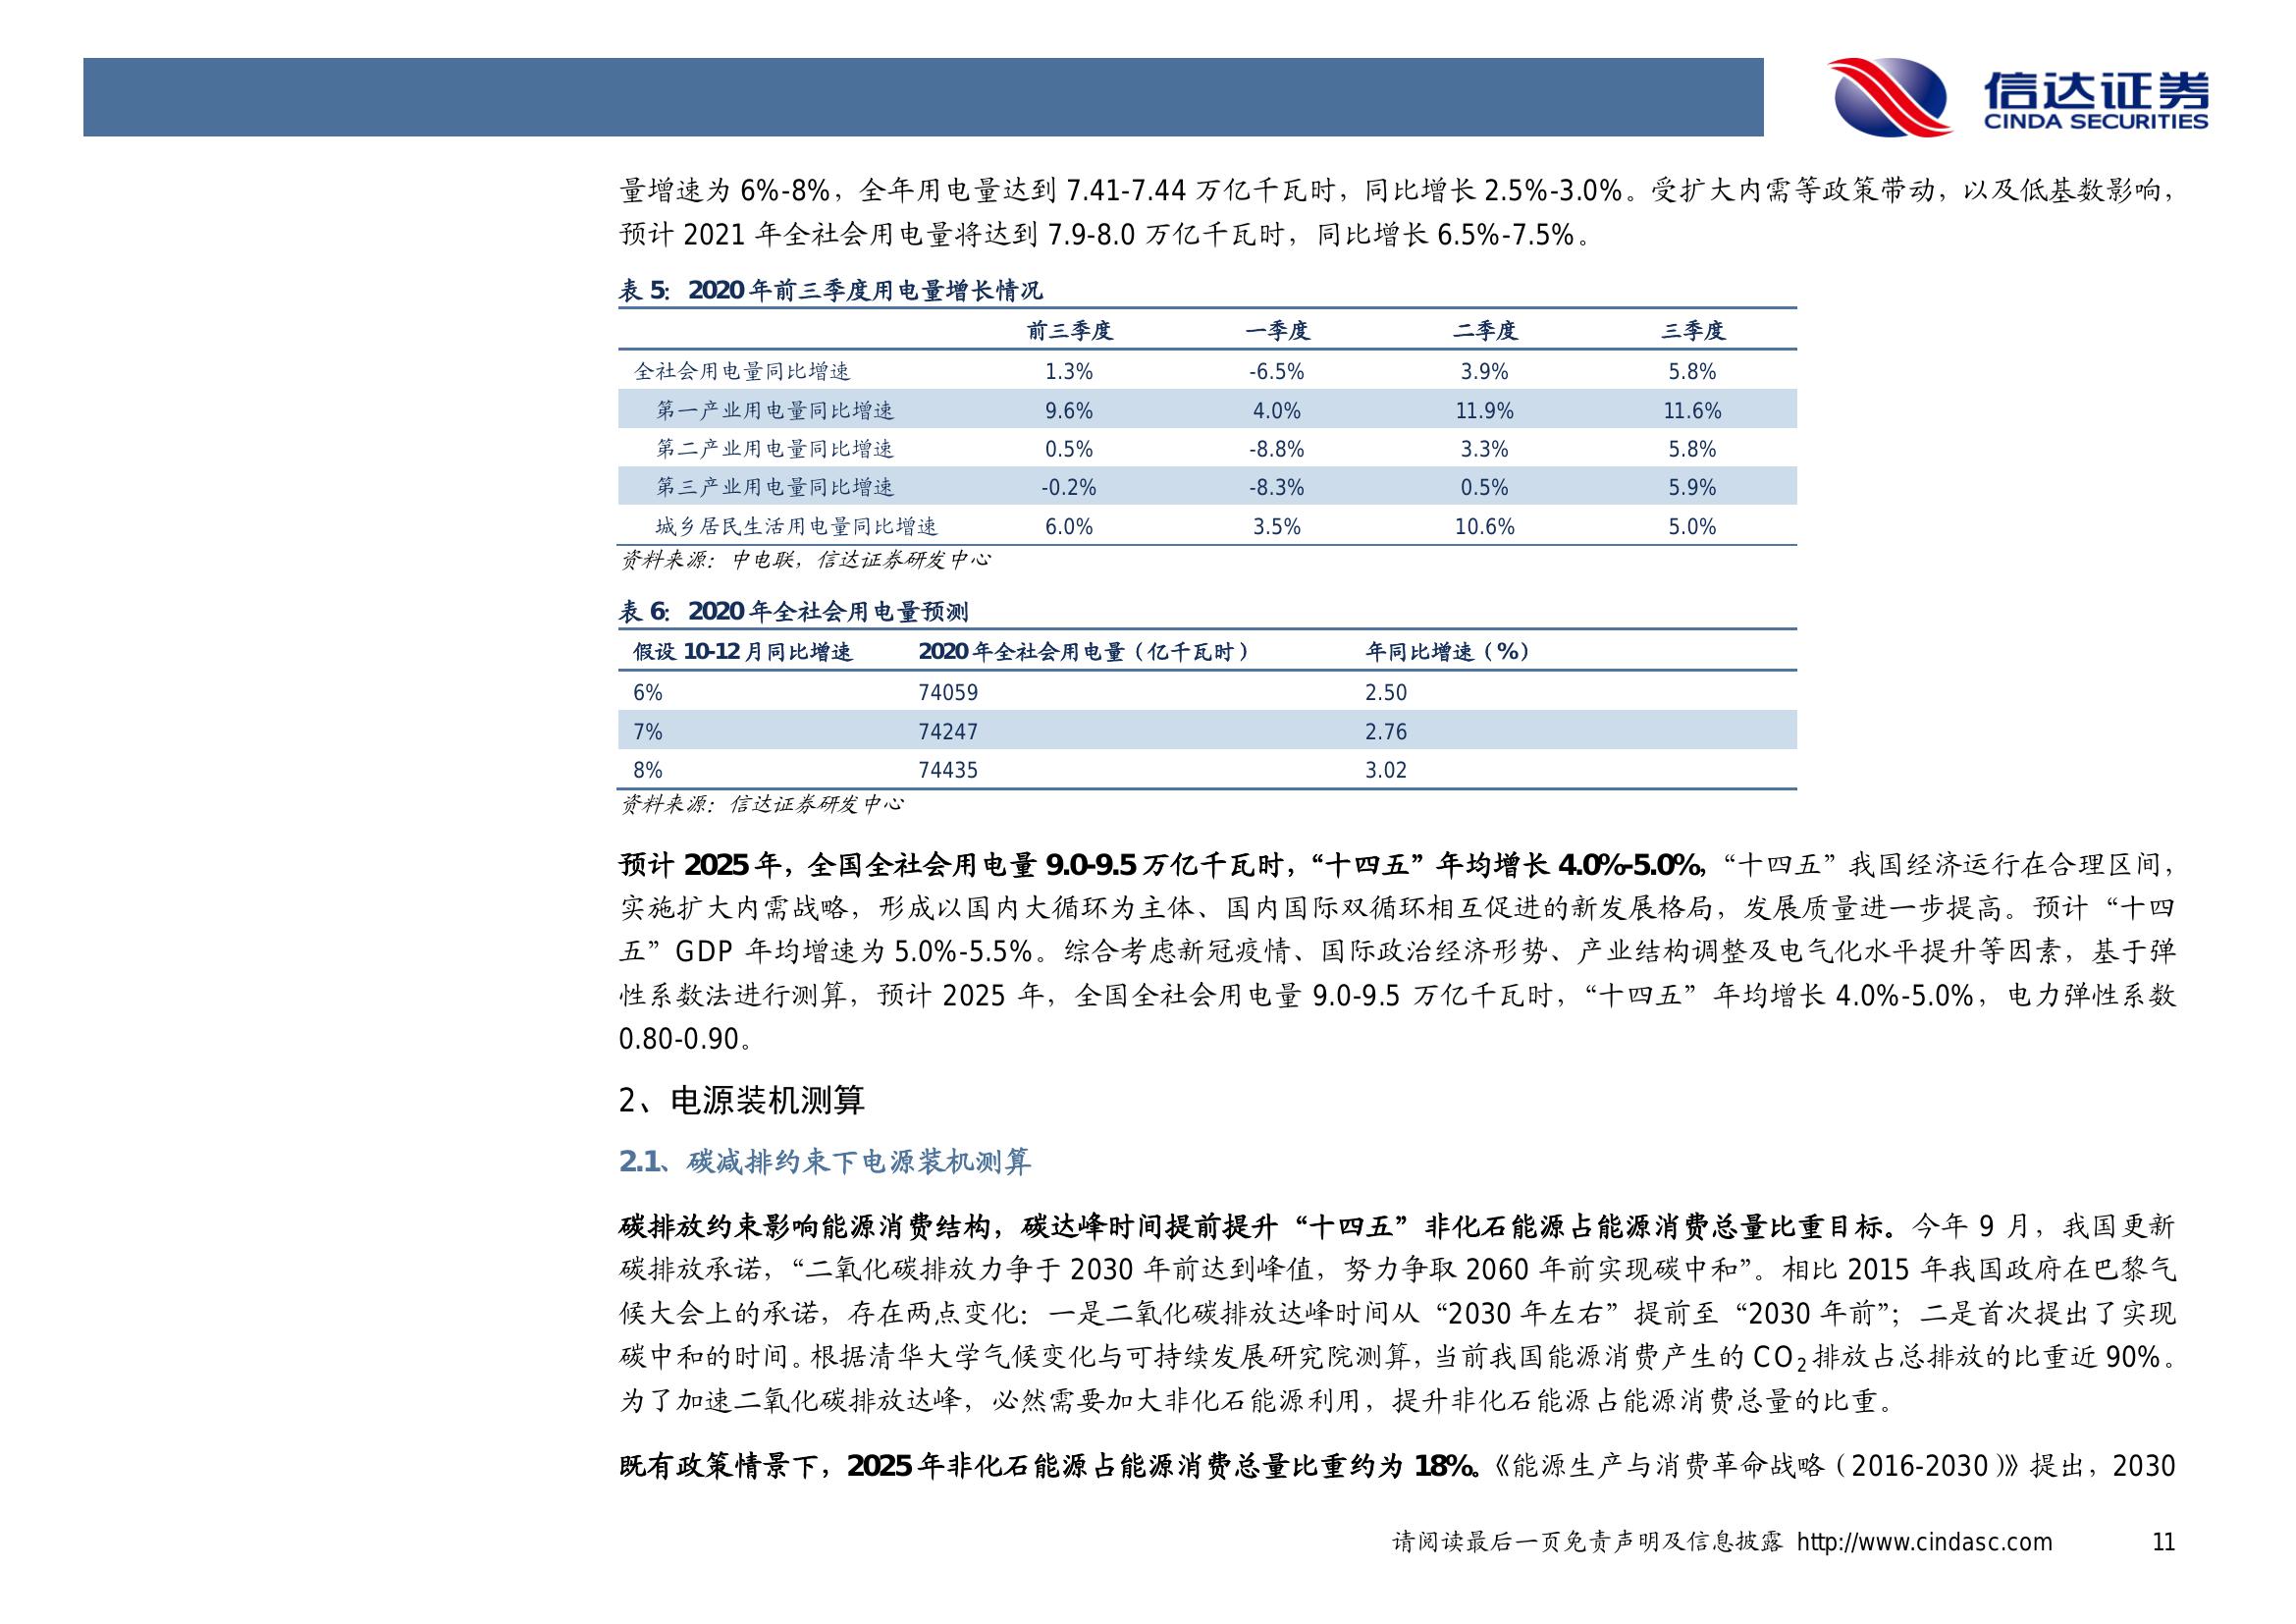 信达证券
CINDA SECURITIES
量增速为 6%-8%，全年用电量达到 7.41-7.44 万亿千瓦时，同比增长 2.5%-3.0%。受扩大内需等政策带动，以及低基数影响，
预计 2021 年全社会用电量将达到 7.9-8.0 万亿千瓦时，同比增长 6.5%-7.5%。
表 5：2020 年前三季度用电量增长情况
前三季度 一季度 二季度 三季度
全社会用电量同比增速 1.3% -6.5% 3.9% 5.8%
第一产业用电量同比增速 9.6% 4.0% 11.9% 11.6%
第二产业用电量同比增速 0.5% -8.8% 3.3% 5.8%
第三产业用电量同比增速 -0.2% -8.3% 0.5% 5.9%
城乡居民生活用电量同比增速 6.0% 3.5% 10.6% 5.0%
资料来源：中电联，信达证券研发中心
表 6：2020 年全社会用电量预测
假设 10-12 月同比增速 2020 年全社会用电量（亿千瓦时） 年同比增速（%）
6% 74059 2.50
7% 74247 2.76
8% 74435 3.02
资料来源：信达证券研发中心
预计 2025 年，全国全社会用电量 9.0-9.5 万亿千瓦时，“十四五”年均增长 4.0%-5.0%，“十四五”我国经济运行在合理区间，
实施扩大内需战略，形成以国内大循环为主体、国内国际双循环相互促进的新发展格局，发展质量进一步提高。预计“十四
五”GDP 年均增速为 5.0%-5.5%。综合考虑新冠疫情、国际政治经济形势、产业结构调整及电气化水平提升等因素，基于弹
性系数法进行测算，预计 2025 年，全国全社会用电量 9.0-9.5 万亿千瓦时，“十四五”年均增长 4.0%-5.0%，电力弹性系数
0.80-0.90。
2、电源装机测算
2.1、碳减排约束下电源装机测算
碳排放约束影响能源消费结构，碳达峰时间提前提升“十四五”非化石能源占能源消费总量比重目标。今年 9 月，我国更新
碳排放承诺，“二氧化碳排放力争于 2030 年前达到峰值，努力争取 2060 年前实现碳中和”。相比 2015 年我国政府在巴黎气
候大会上的承诺，存在两点变化：一是二氧化碳排放达峰时间从“2030 年左右”提前至“2030 年前”；二是首次提出了实现
碳中和的时间。根据清华大学气候变化与可持续发展研究院测算，当前我国能源消费产生的 CO₂ 排放占总排放的比重近 90%。
为了加速二氧化碳排放达峰，必然需要加大非化石能源利用，提升非化石能源占能源消费总量的比重。
既有政策情景下，2025 年非化石能源占能源消费总量比重约为 18%。《能源生产与消费革命战略（2016-2030）》提出，2030
请阅读最后一页免责声明及信息披露 http://www.cindasc.com 11